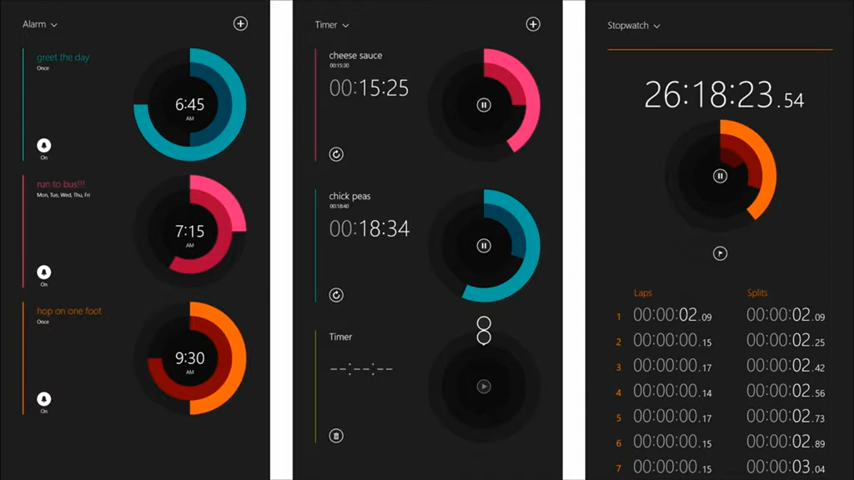 Alarm
greet the day
Once
6:45
AM
On
run to bus!!!
Mon, Tue, Wed, Thu, Fri
7:15
AM
On
hop on one foot
Once
9:30
AM
On
Timer
cheese sauce
00:15:30
00:15:25
chick peas
00:18:40
00:18:34
Timer
--:--:--
Stopwatch
26:18:23.54
Laps Splits
1 00:00:02.09 00:00:02.09
2 00:00:00.15 00:00:02.25
3 00:00:00.17 00:00:02.42
4 00:00:00.14 00:00:02.56
5 00:00:00.17 00:00:02.73
6 00:00:00.15 00:00:02.89
7 00:00:00.15 00:00:03.04